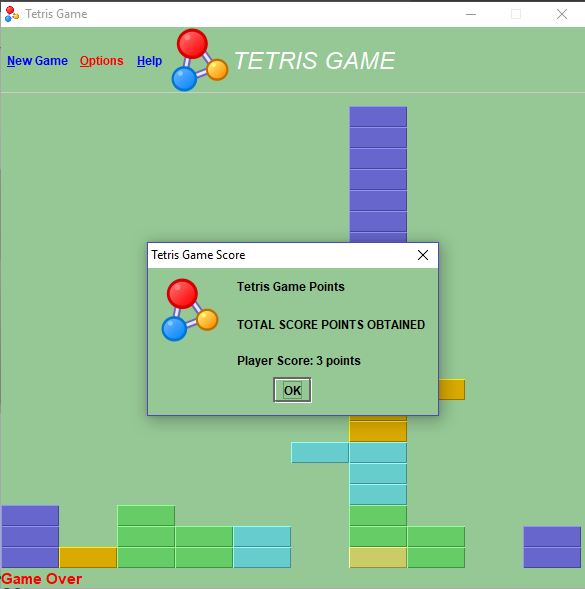 Tetris Game
New Game Options Help TETRIS GAME
Tetris Game Score
Tetris Game Points
TOTAL SCORE POINTS OBTAINED
Player Score: 3 points
OK
Game Over